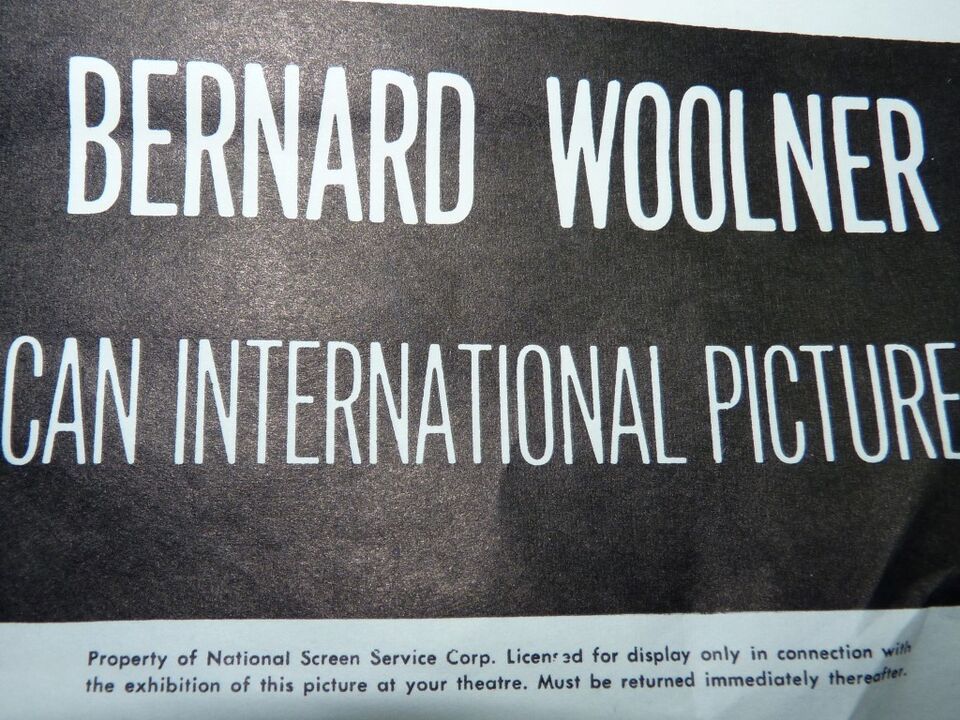 BERNARD WOOLNER
CAN INTERNATIONAL PICTURE
Property of National Screen Service Corp. Licensed for display only in connection with
the exhibition of this picture at your theatre. Must be returned immediately thereafter.